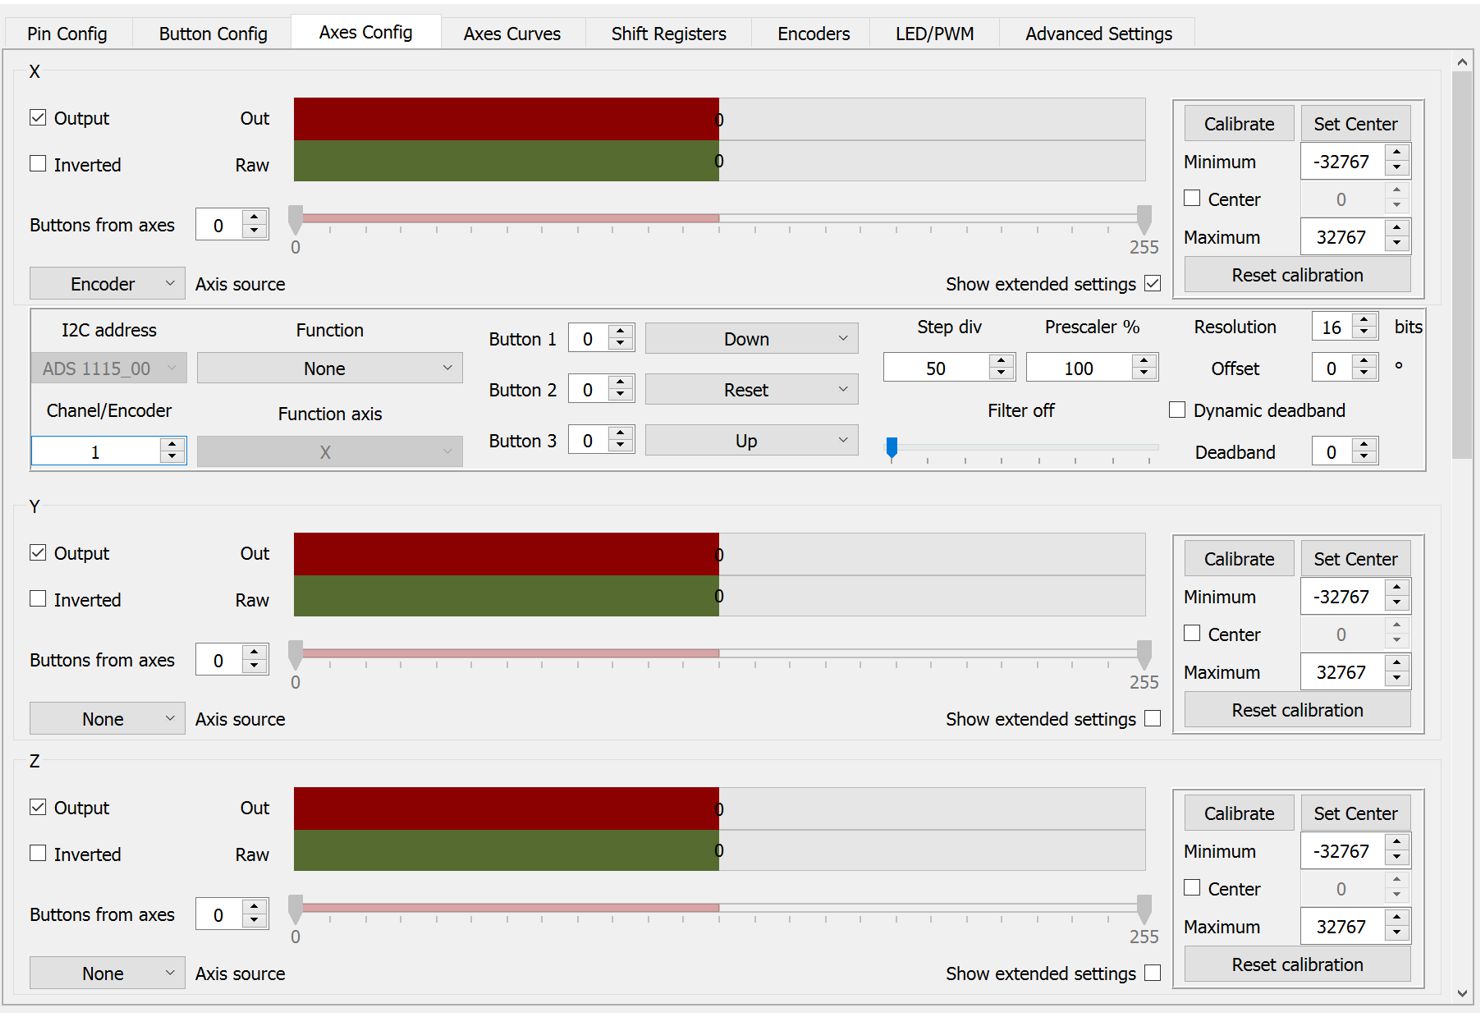 Pin Config Button Config Axes Config Axes Curves Shift Registers Encoders LED/PWM Advanced Settings
X
Output Out 0 Calibrate Set Center
Inverted Raw 0 Minimum -32767
Center 0
Buttons from axes 0 Maximum 32767
0 255
Encoder Axis source Show extended settings Reset calibration
I2C address Function Button 1 0 Down Step div Prescaler % Resolution 16 bits
ADS 1115_00 None Button 2 0 Reset 50 100 Offset 0 °
Chanel/Encoder Function axis Filter off Dynamic deadband
1 X Button 3 0 Up Deadband 0
Y
Output Out 0 Calibrate Set Center
Inverted Raw 0 Minimum -32767
Center 0
Buttons from axes 0 Maximum 32767
0 255
None Axis source Show extended settings Reset calibration
Z
Output Out 0 Calibrate Set Center
Inverted Raw 0 Minimum -32767
Center 0
Buttons from axes 0 Maximum 32767
0 255
None Axis source Show extended settings Reset calibration